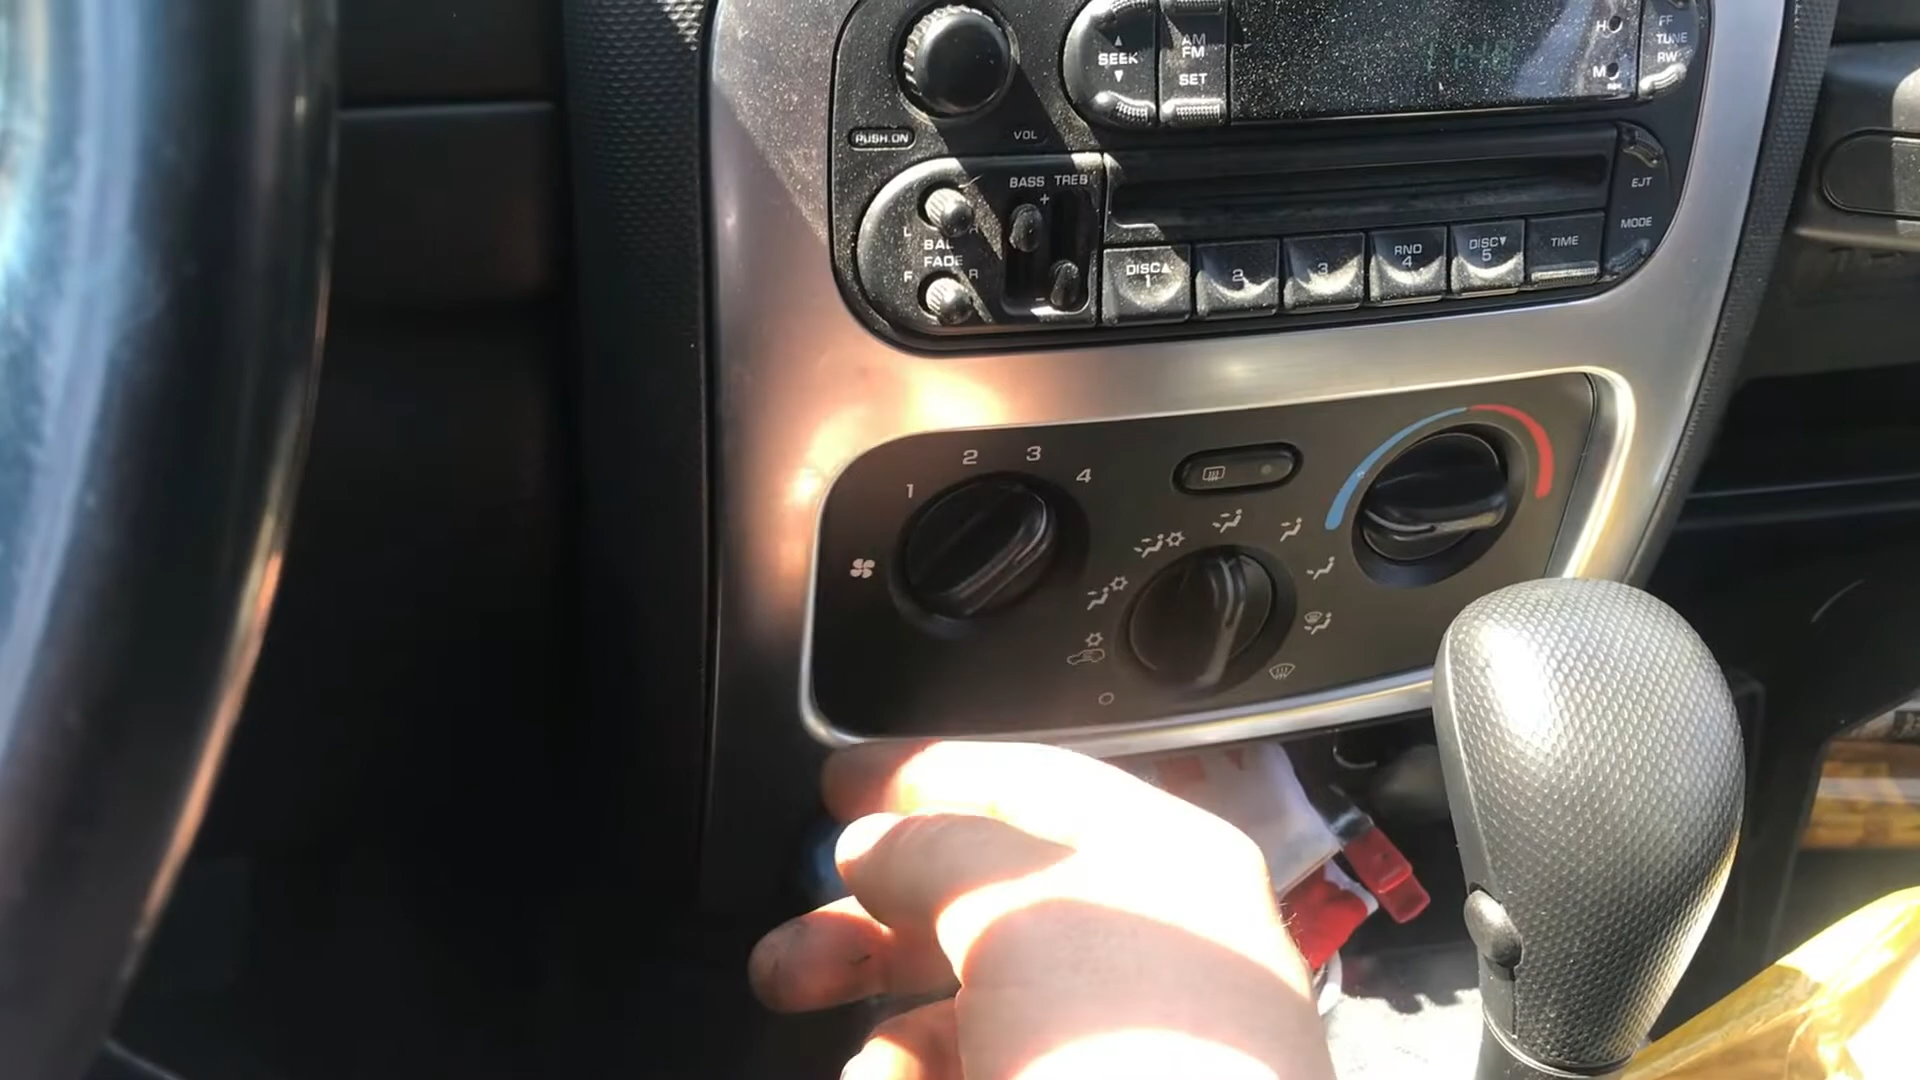 SEEK
AM
FM
SET
H
M
FF
TUNE
RW
PUSH ON
VOL
BASS TREB
+
L
R
BAL
FADE
F
R
-
EJT
MODE
DISC▲
1
2
3
RND
4
DISC▼
5
TIME
1
2
3
4